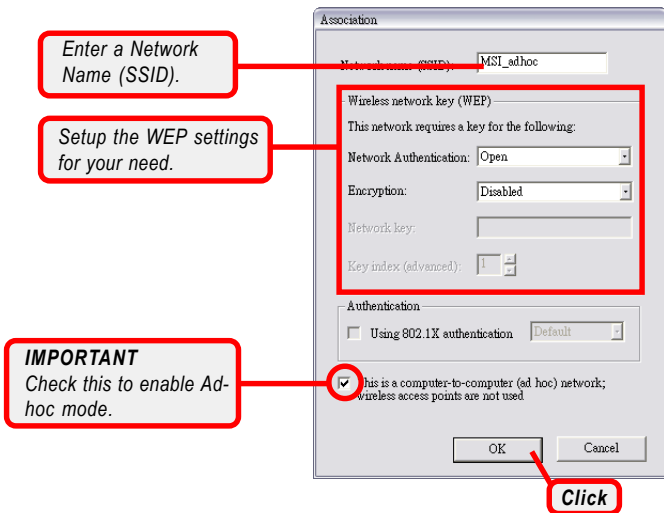 Association
Enter a Network
Name (SSID).
Network name (SSID): MSI_adhoc
Wireless network key (WEP)
This network requires a key for the following:
Setup the WEP settings
for your need.
Network Authentication: Open
Encryption: Disabled
Network key:
Key index (advanced): 1
Authentication
Using 802.1X authentication Default
IMPORTANT
Check this to enable Ad-
hoc mode.
This is a computer-to-computer (ad hoc) network;
wireless access points are not used
OK Cancel
Click